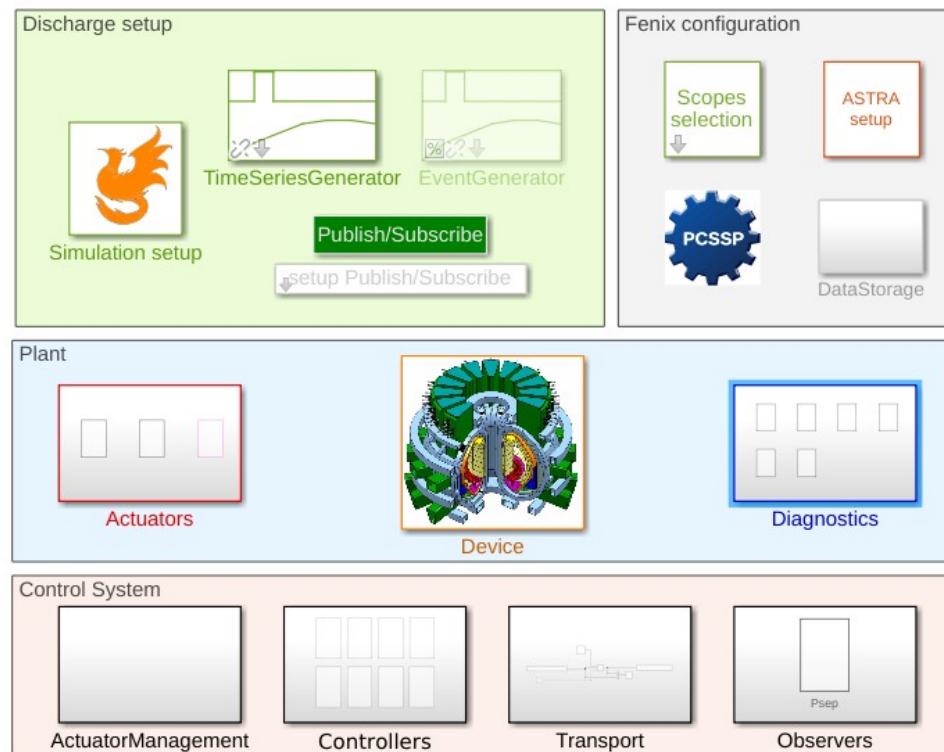 Discharge setup
TimeSeriesGenerator
%
EventGenerator
Simulation setup
Publish/Subscribe
setup Publish/Subscribe
Fenix configuration
Scopes
selection
ASTRA
setup
PCSSP
DataStorage
Plant
Actuators
Device
Diagnostics
Control System
ActuatorManagement
Controllers
Transport
Psep
Observers